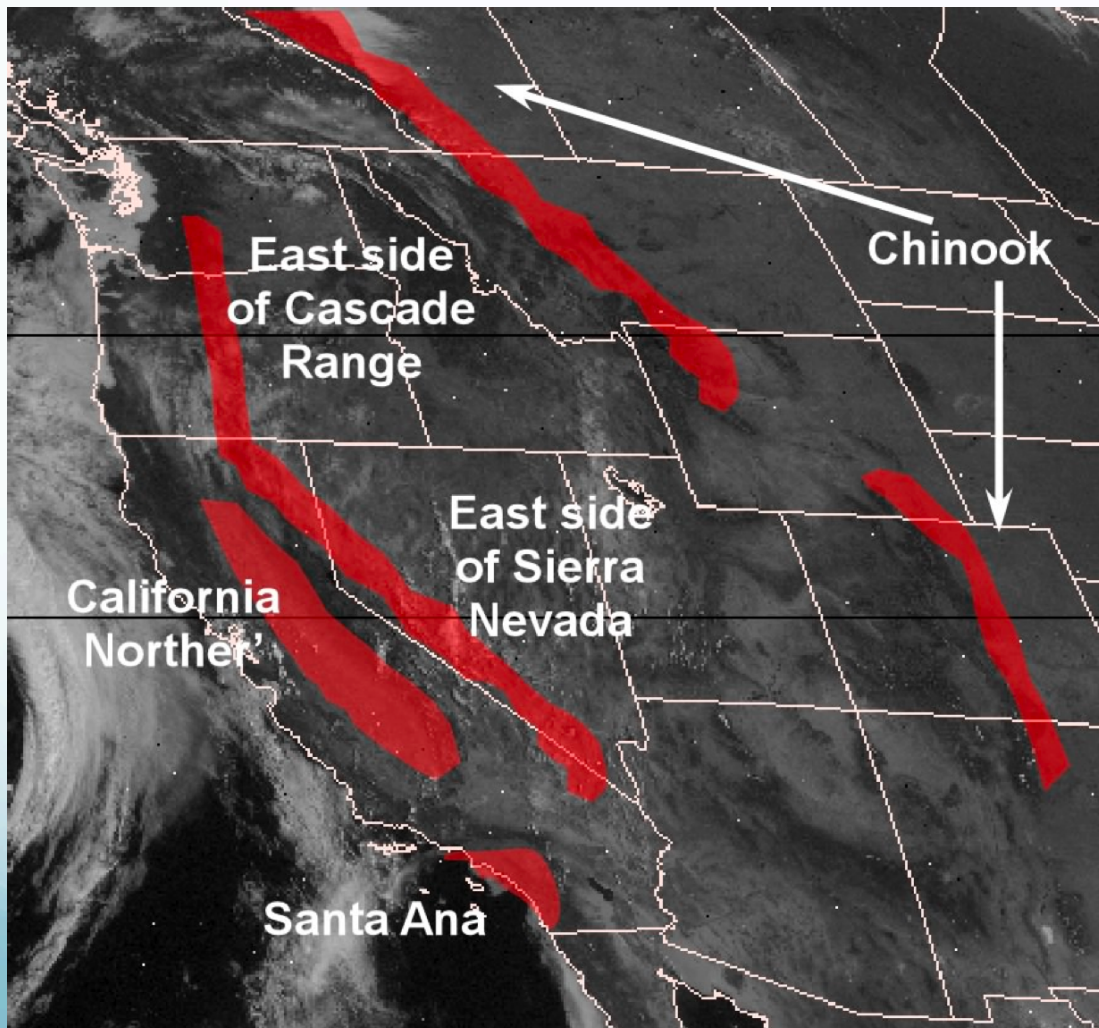 Chinook
East side
of Cascade
Range
East side
of Sierra
Nevada
California
Norther’
Santa Ana